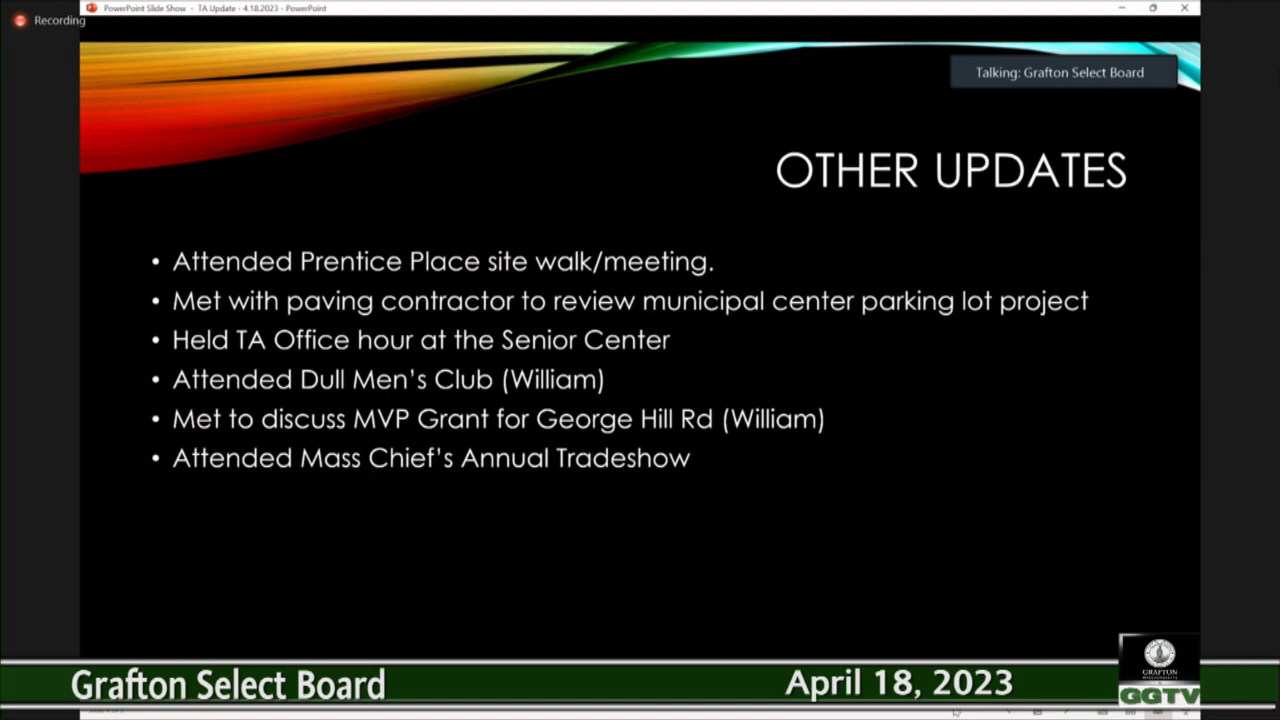 Recording
PowerPoint Slide Show - TA Update - 4.18.2023 - PowerPoint
Talking: Grafton Select Board
OTHER UPDATES
• Attended Prentice Place site walk/meeting.
• Met with paving contractor to review municipal center parking lot project
• Held TA Office hour at the Senior Center
• Attended Dull Men's Club (William)
• Met to discuss MVP Grant for George Hill Rd (William)
• Attended Mass Chief's Annual Tradeshow
GRAFTON
Grafton Select Board
April 18, 2023
GGTV